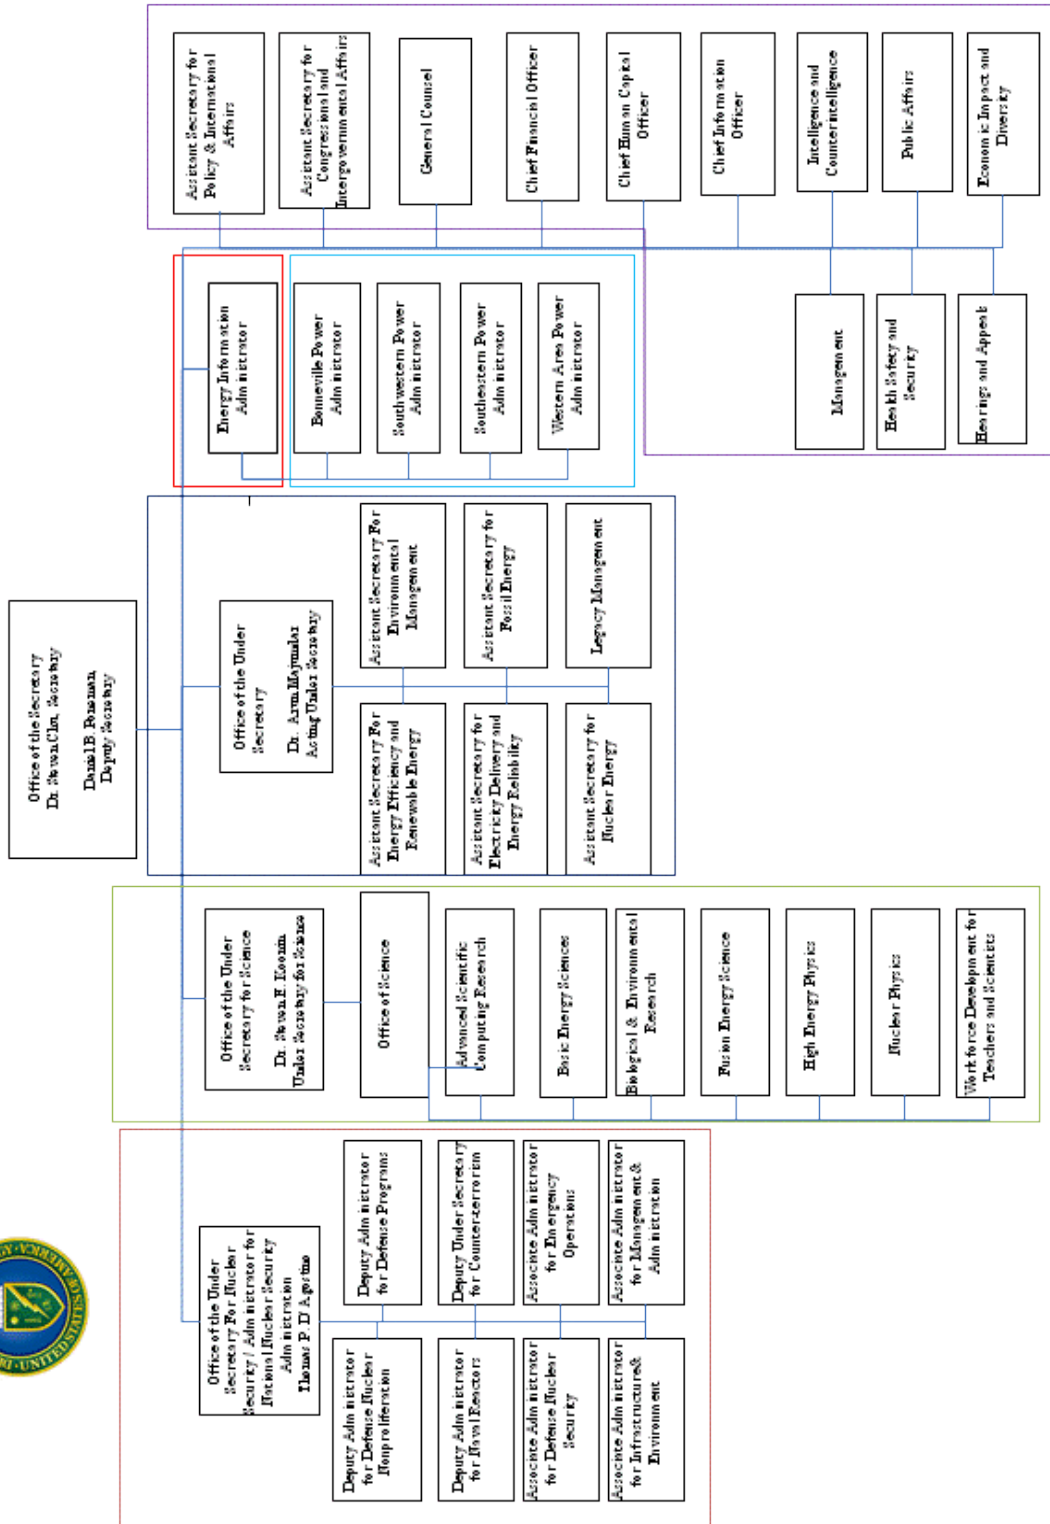 Office of the Secretary
Dr. Steven Chu, Secretary
Daniel B. Poneman,
Deputy Secretary
Office of the Under
Secretary For Nuclear
Security / Administrator for
National Nuclear Security
Administration
Thomas P. D'Agostino
Deputy Administrator
for Defense Nuclear
Nonproliferation
Deputy Administrator
for Defense Programs
Deputy Administrator
for Naval Reactors
Deputy Under Secretary
for Counter-terrorism
Associate Administrator
for Defense Nuclear
Security
Associate Administrator
for Emergency
Operations
Associate Administrator
for Infrastructure &
Environment
Associate Administrator
for Management &
Administration
Office of the Under
Secretary for Science
Dr. Steven E. Koonin
Under Secretary for Science
Office of Science
Advanced Scientific
Computing Research
Basic Energy Sciences
Biological & Environmental
Research
Fusion Energy Science
High Energy Physics
Nuclear Physics
Workforce Development for
Teachers and Scientists
Office of the Under
Secretary
Dr. Arun Majumdar
Acting Under Secretary
Assistant Secretary For
Energy Efficiency and
Renewable Energy
Assistant Secretary For
Environmental
Management
Assistant Secretary for
Electricity Delivery and
Energy Reliability
Assistant Secretary for
Fossil Energy
Assistant Secretary for
Nuclear Energy
Legacy Management
Energy Information
Administrator
Bonneville Power
Administrator
Southwestern Power
Administrator
Southeastern Power
Administrator
Western Area Power
Administrator
Assistant Secretary for
Policy & International
Affairs
Assistant Secretary for
Congressional and
Intergovernmental Affairs
General Counsel
Chief Financial Officer
Chief Human Capital
Officer
Chief Information
Officer
Intelligence and
Counterintelligence
Public Affairs
Economic Impact and
Diversity
Management
Health Safety and
Security
Hearings and Appeals
UNITED STATES OF AMERICA